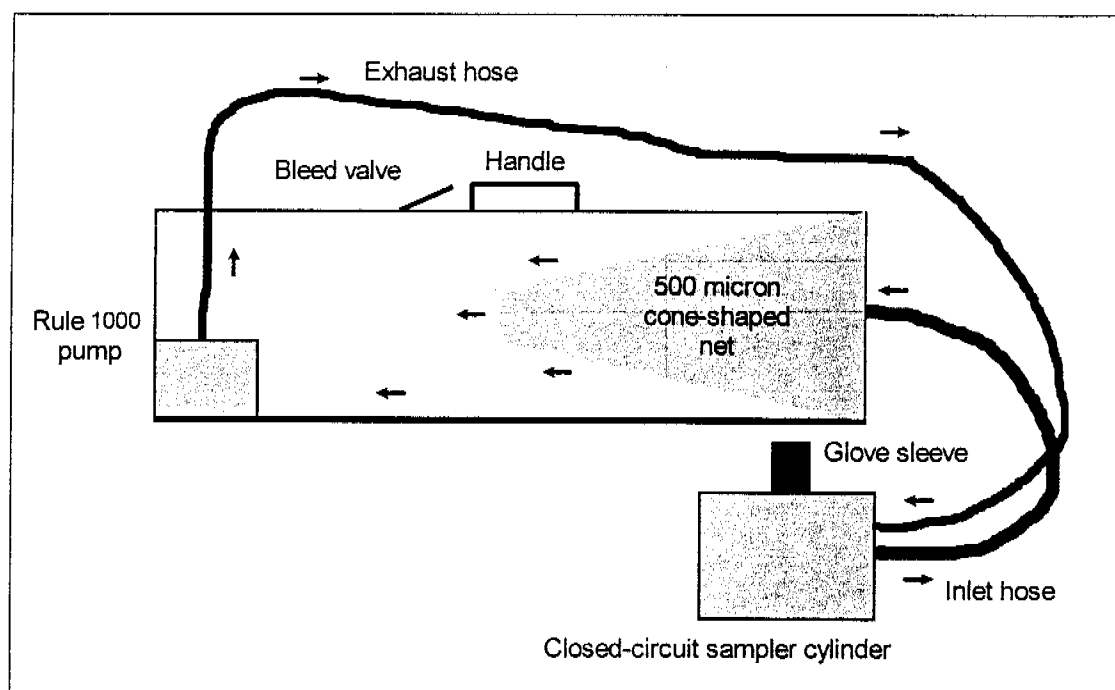 Exhaust hose
Bleed valve
Handle
500 micron
cone-shaped
net
Rule 1000
pump
Glove sleeve
Inlet hose
Closed-circuit sampler cylinder